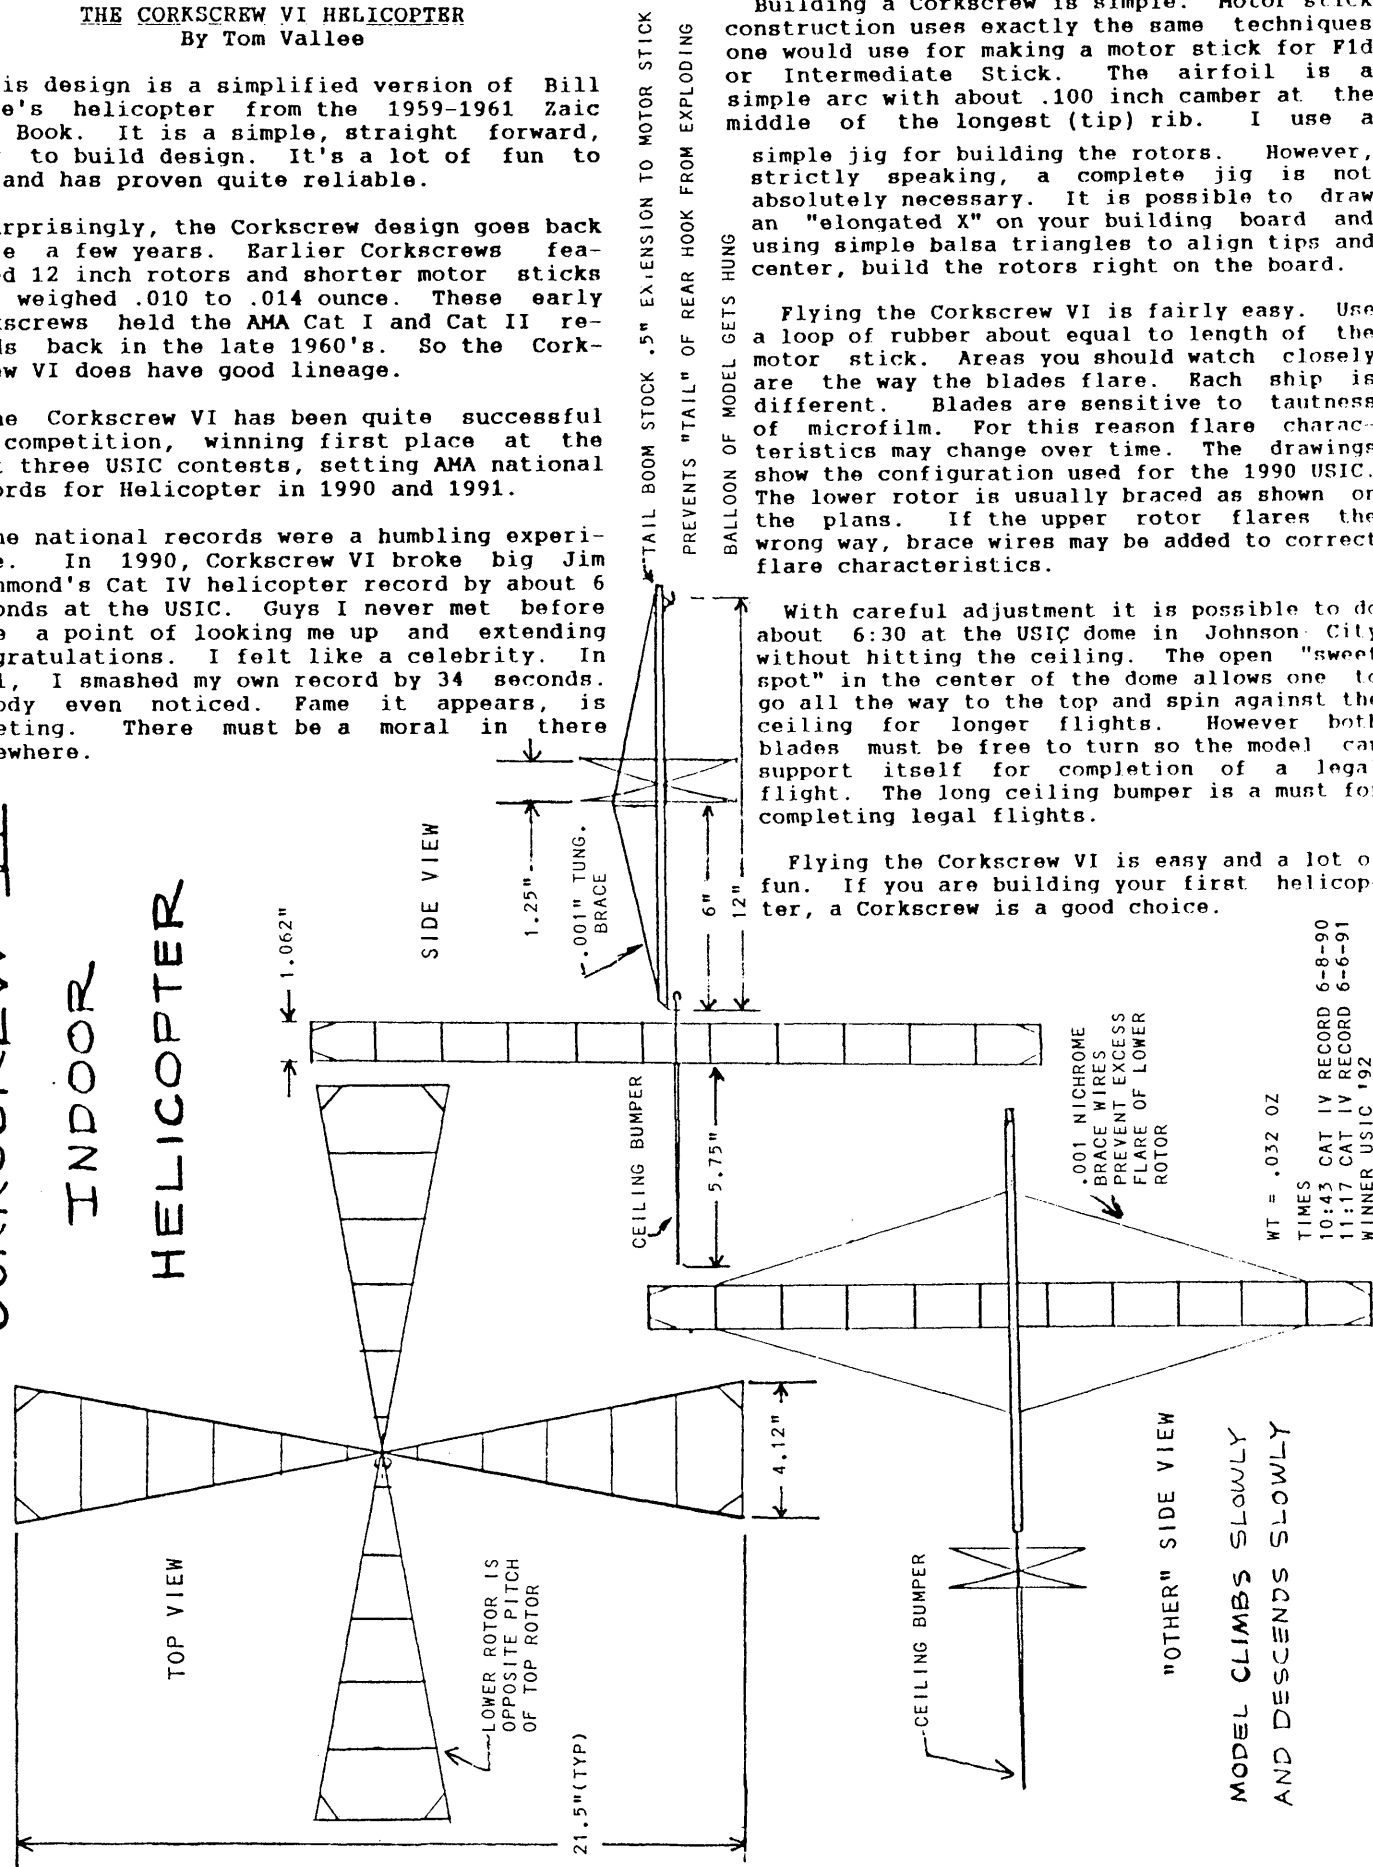 THE CORKSCREW VI HELICOPTER
By Tom Vallee
is design is a simplified version of Bill
e's helicopter from the 1959-1961 Zaic
Book. It is a simple, straight forward,
to build design. It's a lot of fun to
and has proven quite reliable.
rprisingly, the Corkscrew design goes back
e a few years. Earlier Corkscrews fea-
ed 12 inch rotors and shorter motor sticks
weighed .010 to .014 ounce. These early
kscrews held the AMA Cat I and Cat II re-
ds back in the late 1960's. So the Cork-
ew VI does have good lineage.
he Corkscrew VI has been quite successful
competition, winning first place at the
t three USIC contests, setting AMA national
ords for Helicopter in 1990 and 1991.
he national records were a humbling experi-
e. In 1990, Corkscrew VI broke big Jim
hmond's Cat IV helicopter record by about 6
onds at the USIC. Guys I never met before
e a point of looking me up and extending
gratulations. I felt like a celebrity. In
1, I smashed my own record by 34 seconds.
ody even noticed. Fame it appears, is
eting. There must be a moral in there
ewhere.
Building a Corkscrew is simple. Motor stick
construction uses exactly the same techniques
one would use for making a motor stick for F1d
or Intermediate Stick. The airfoil is a
simple arc with about .100 inch camber at the
middle of the longest (tip) rib. I use a
simple jig for building the rotors. However,
strictly speaking, a complete jig is not
absolutely necessary. It is possible to draw
an "elongated X" on your building board and
using simple balsa triangles to align tips and
center, build the rotors right on the board.
Flying the Corkscrew VI is fairly easy. Use
a loop of rubber about equal to length of the
motor stick. Areas you should watch closely
are the way the blades flare. Each ship is
different. Blades are sensitive to tautness
of microfilm. For this reason flare charac-
teristics may change over time. The drawings
show the configuration used for the 1990 USIC.
The lower rotor is usually braced as shown on
the plans. If the upper rotor flares the
wrong way, brace wires may be added to correct
flare characteristics.
With careful adjustment it is possible to do
about 6:30 at the USIC dome in Johnson City
without hitting the ceiling. The open "sweet
spot" in the center of the dome allows one to
go all the way to the top and spin against the
ceiling for longer flights. However both
blades must be free to turn so the model can
support itself for completion of a legal
flight. The long ceiling bumper is a must for
completing legal flights.
Flying the Corkscrew VI is easy and a lot o
fun. If you are building your first helicop-
ter, a Corkscrew is a good choice.
TAIL BOOM STOCK .5" EXTENSION TO MOTOR STICK
PREVENTS "TAIL" OF REAR HOOK FROM EXPLODING
BALLOON OF MODEL GETS HUNG
INDOOR
HELICOPTER
SIDE VIEW
1.25"
.001" TUNG.
BRACE
6"
12"
1.062"
CEILING BUMPER
5.75"
.001 NICHROME
BRACE WIRES
PREVENT EXCESS
FLARE OF LOWER
ROTOR
WT = .032 OZ
TIMES
10:43 CAT IV RECORD 6-8-90
11:17 CAT IV RECORD 6-6-91
WINNER USIC '92
TOP VIEW
LOWER ROTOR IS
OPPOSITE PITCH
OF TOP ROTOR
4.12"
21.5"(TYP)
CEILING BUMPER
"OTHER" SIDE VIEW
MODEL CLIMBS SLOWLY
AND DESCENDS SLOWLY